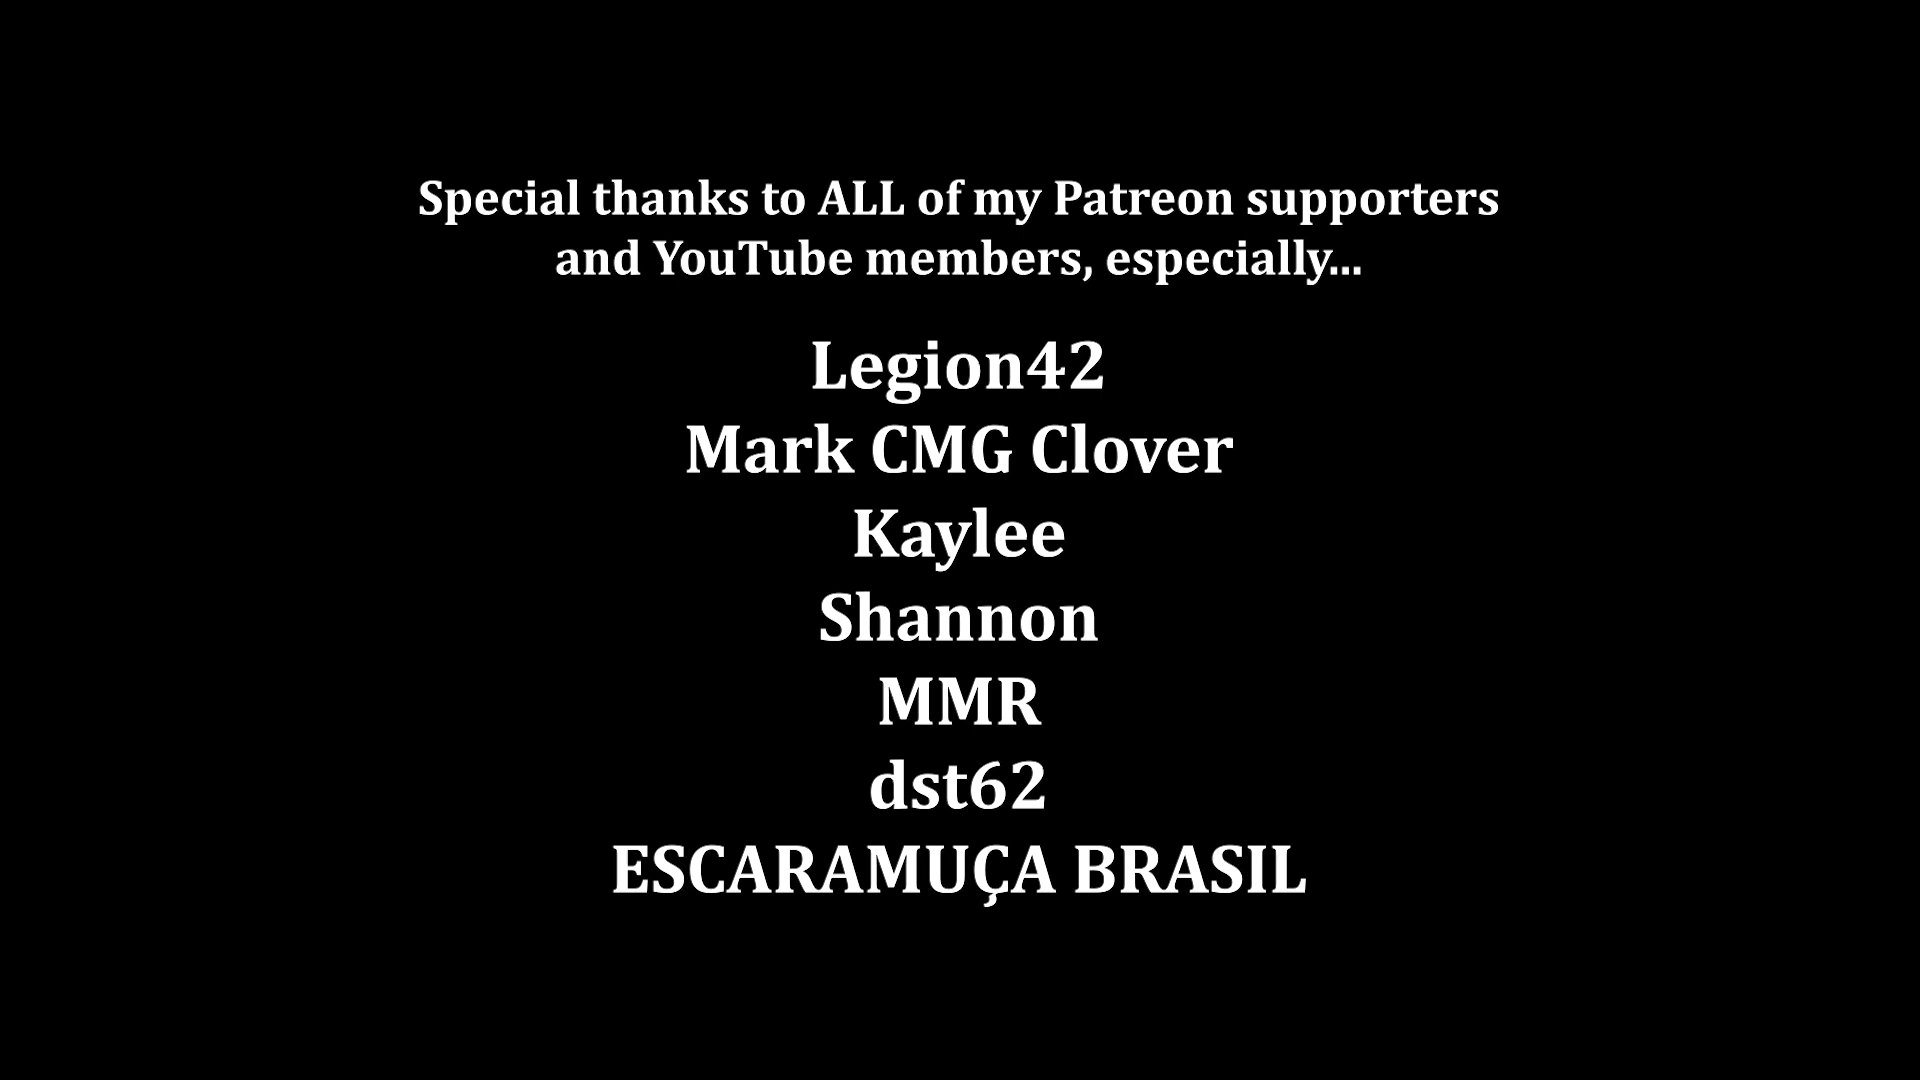 Special thanks to ALL of my Patreon supporters
and YouTube members, especially...
Legion42
Mark CMG Clover
Kaylee
Shannon
MMR
dst62
ESCARAMUÇA BRASIL